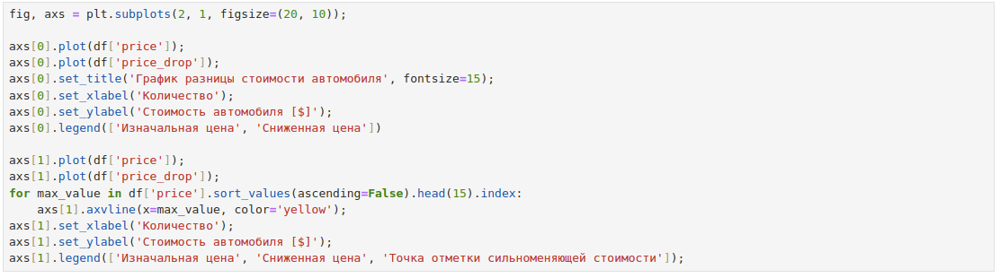 fig, axs = plt.subplots(2, 1, figsize=(20, 10));
axs[0].plot(df['price']);
axs[0].plot(df['price_drop']);
axs[0].set_title('График разницы стоимости автомобиля', fontsize=15);
axs[0].set_xlabel('Количество');
axs[0].set_ylabel('Стоимость автомобиля [$]');
axs[0].legend(['Изначальная цена', 'Сниженная цена'])
axs[1].plot(df['price']);
axs[1].plot(df['price_drop']);
for max_value in df['price'].sort_values(ascending=False).head(15).index:
    axs[1].axvline(x=max_value, color='yellow');
axs[1].set_xlabel('Количество');
axs[1].set_ylabel('Стоимость автомобиля [$]');
axs[1].legend(['Изначальная цена', 'Сниженная цена', 'Точка отметки сильноменяющей стоимости']);